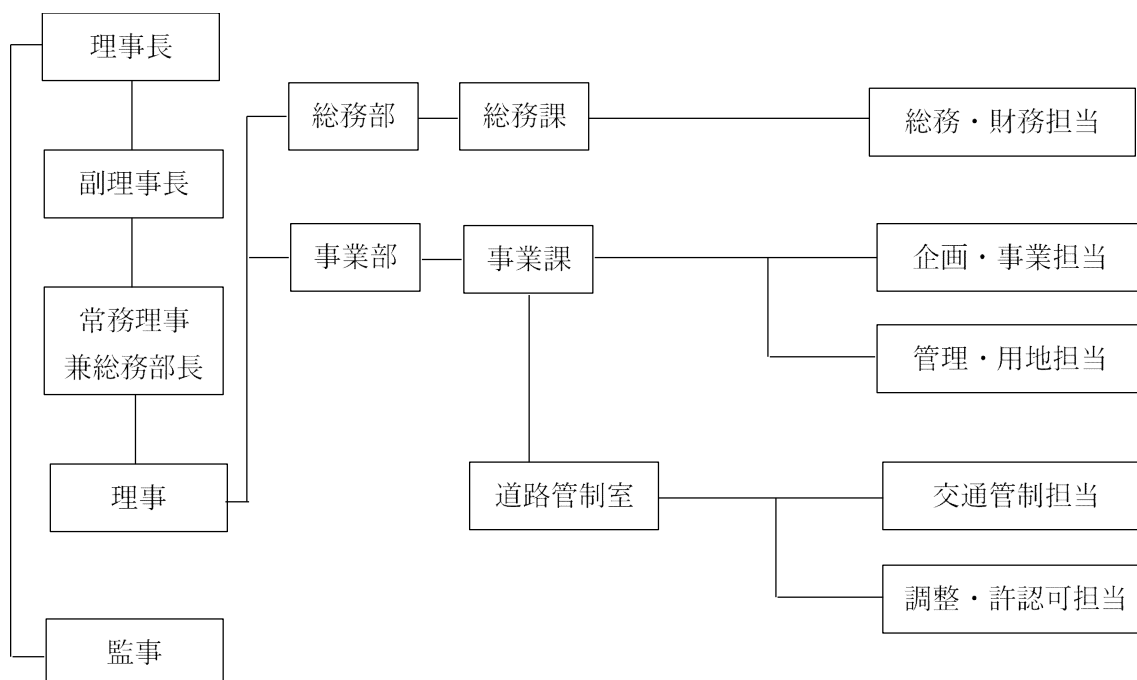 理事長
副理事長
常務理事
兼総務部長
理事
監事
総務部
総務課
総務・財務担当
事業部
事業課
企画・事業担当
管理・用地担当
道路管制室
交通管制担当
調整・許認可担当